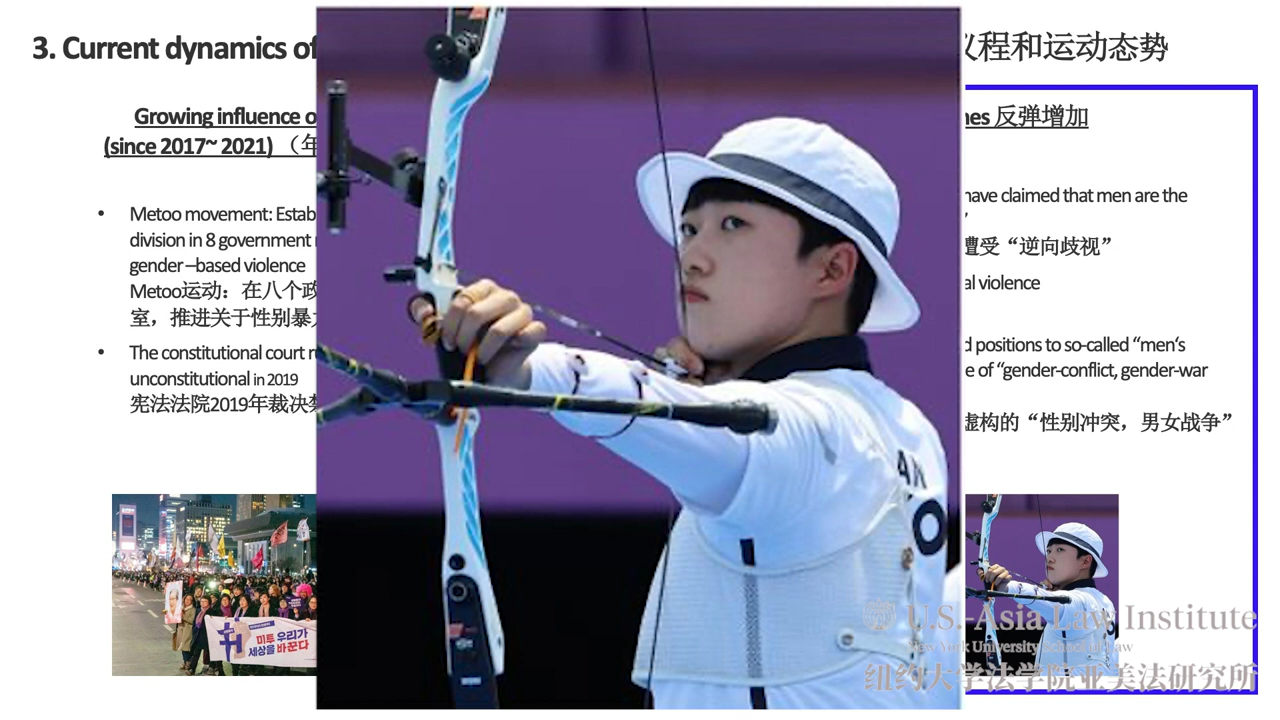 3. Current dynamics of
议程和运动态势
Growing influence o
(since 2017~ 2021) （年
• Metoo movement: Estab
division in 8 government
gender –based violence
Metoo运动：在八个政
室，推进关于性别暴力
• The constitutional court r
unconstitutional in 2019
宪法法院2019年裁决禁
미투 우리가
세상을 바꾼다
nes 反弹增加
have claimed that men are the
”
遭受“逆向歧视”
al violence
d positions to so-called “men‘s
e of “gender-conflict, gender-war
虚构的“性别冲突，男女战争”
AN
U.S.-Asia Law Institute
New York University School of Law
纽约大学法学院亚美法研究所